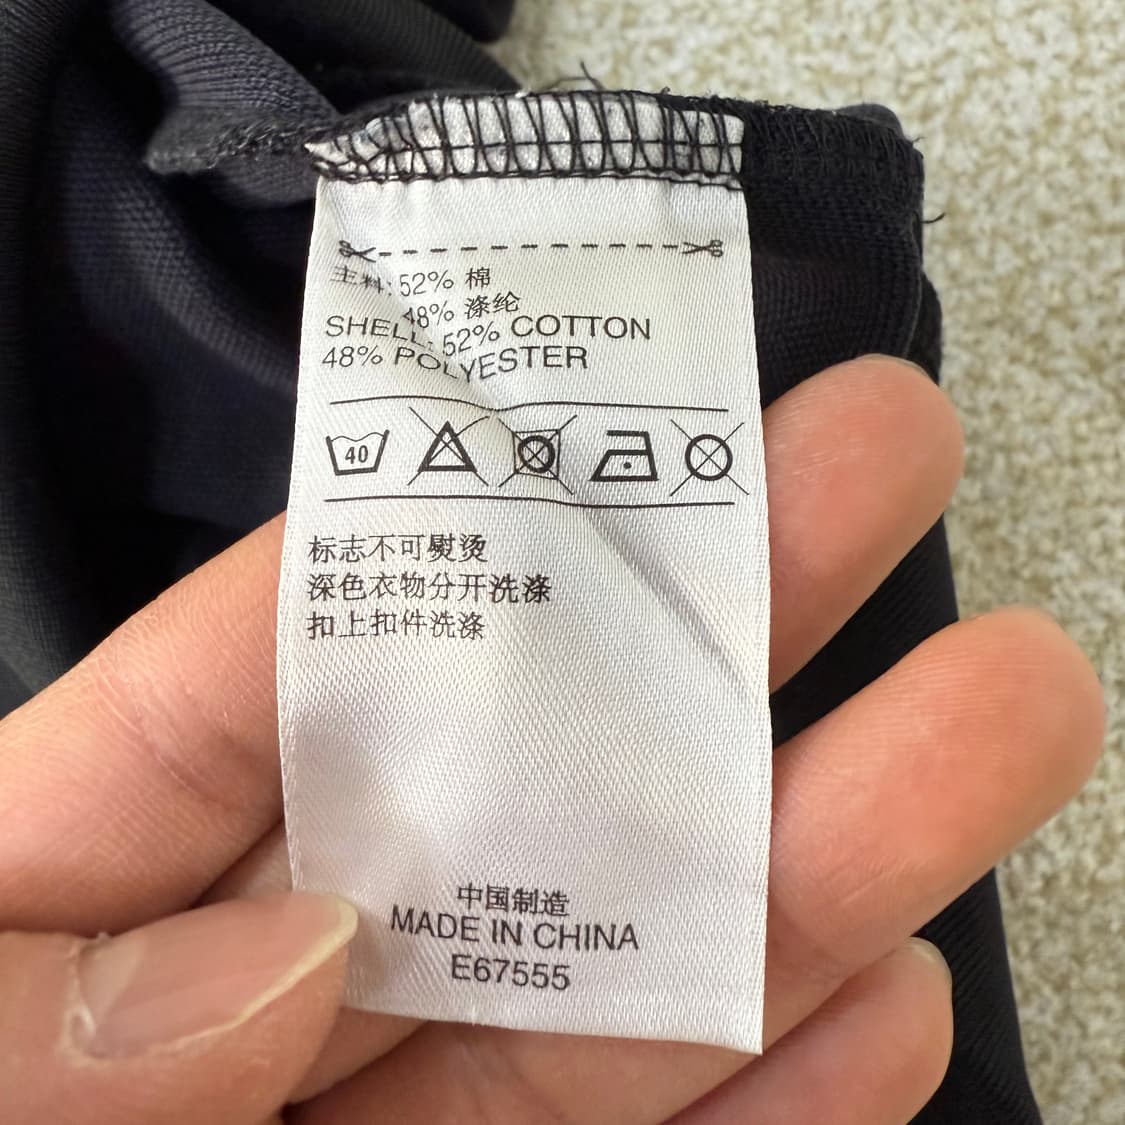 主料: 52% 棉
48% 涤纶
SHELL: 52% COTTON
48% POLYESTER
40
标志不可熨烫
深色衣物分开洗涤
扣上扣件洗涤
中国制造
MADE IN CHINA
E67555